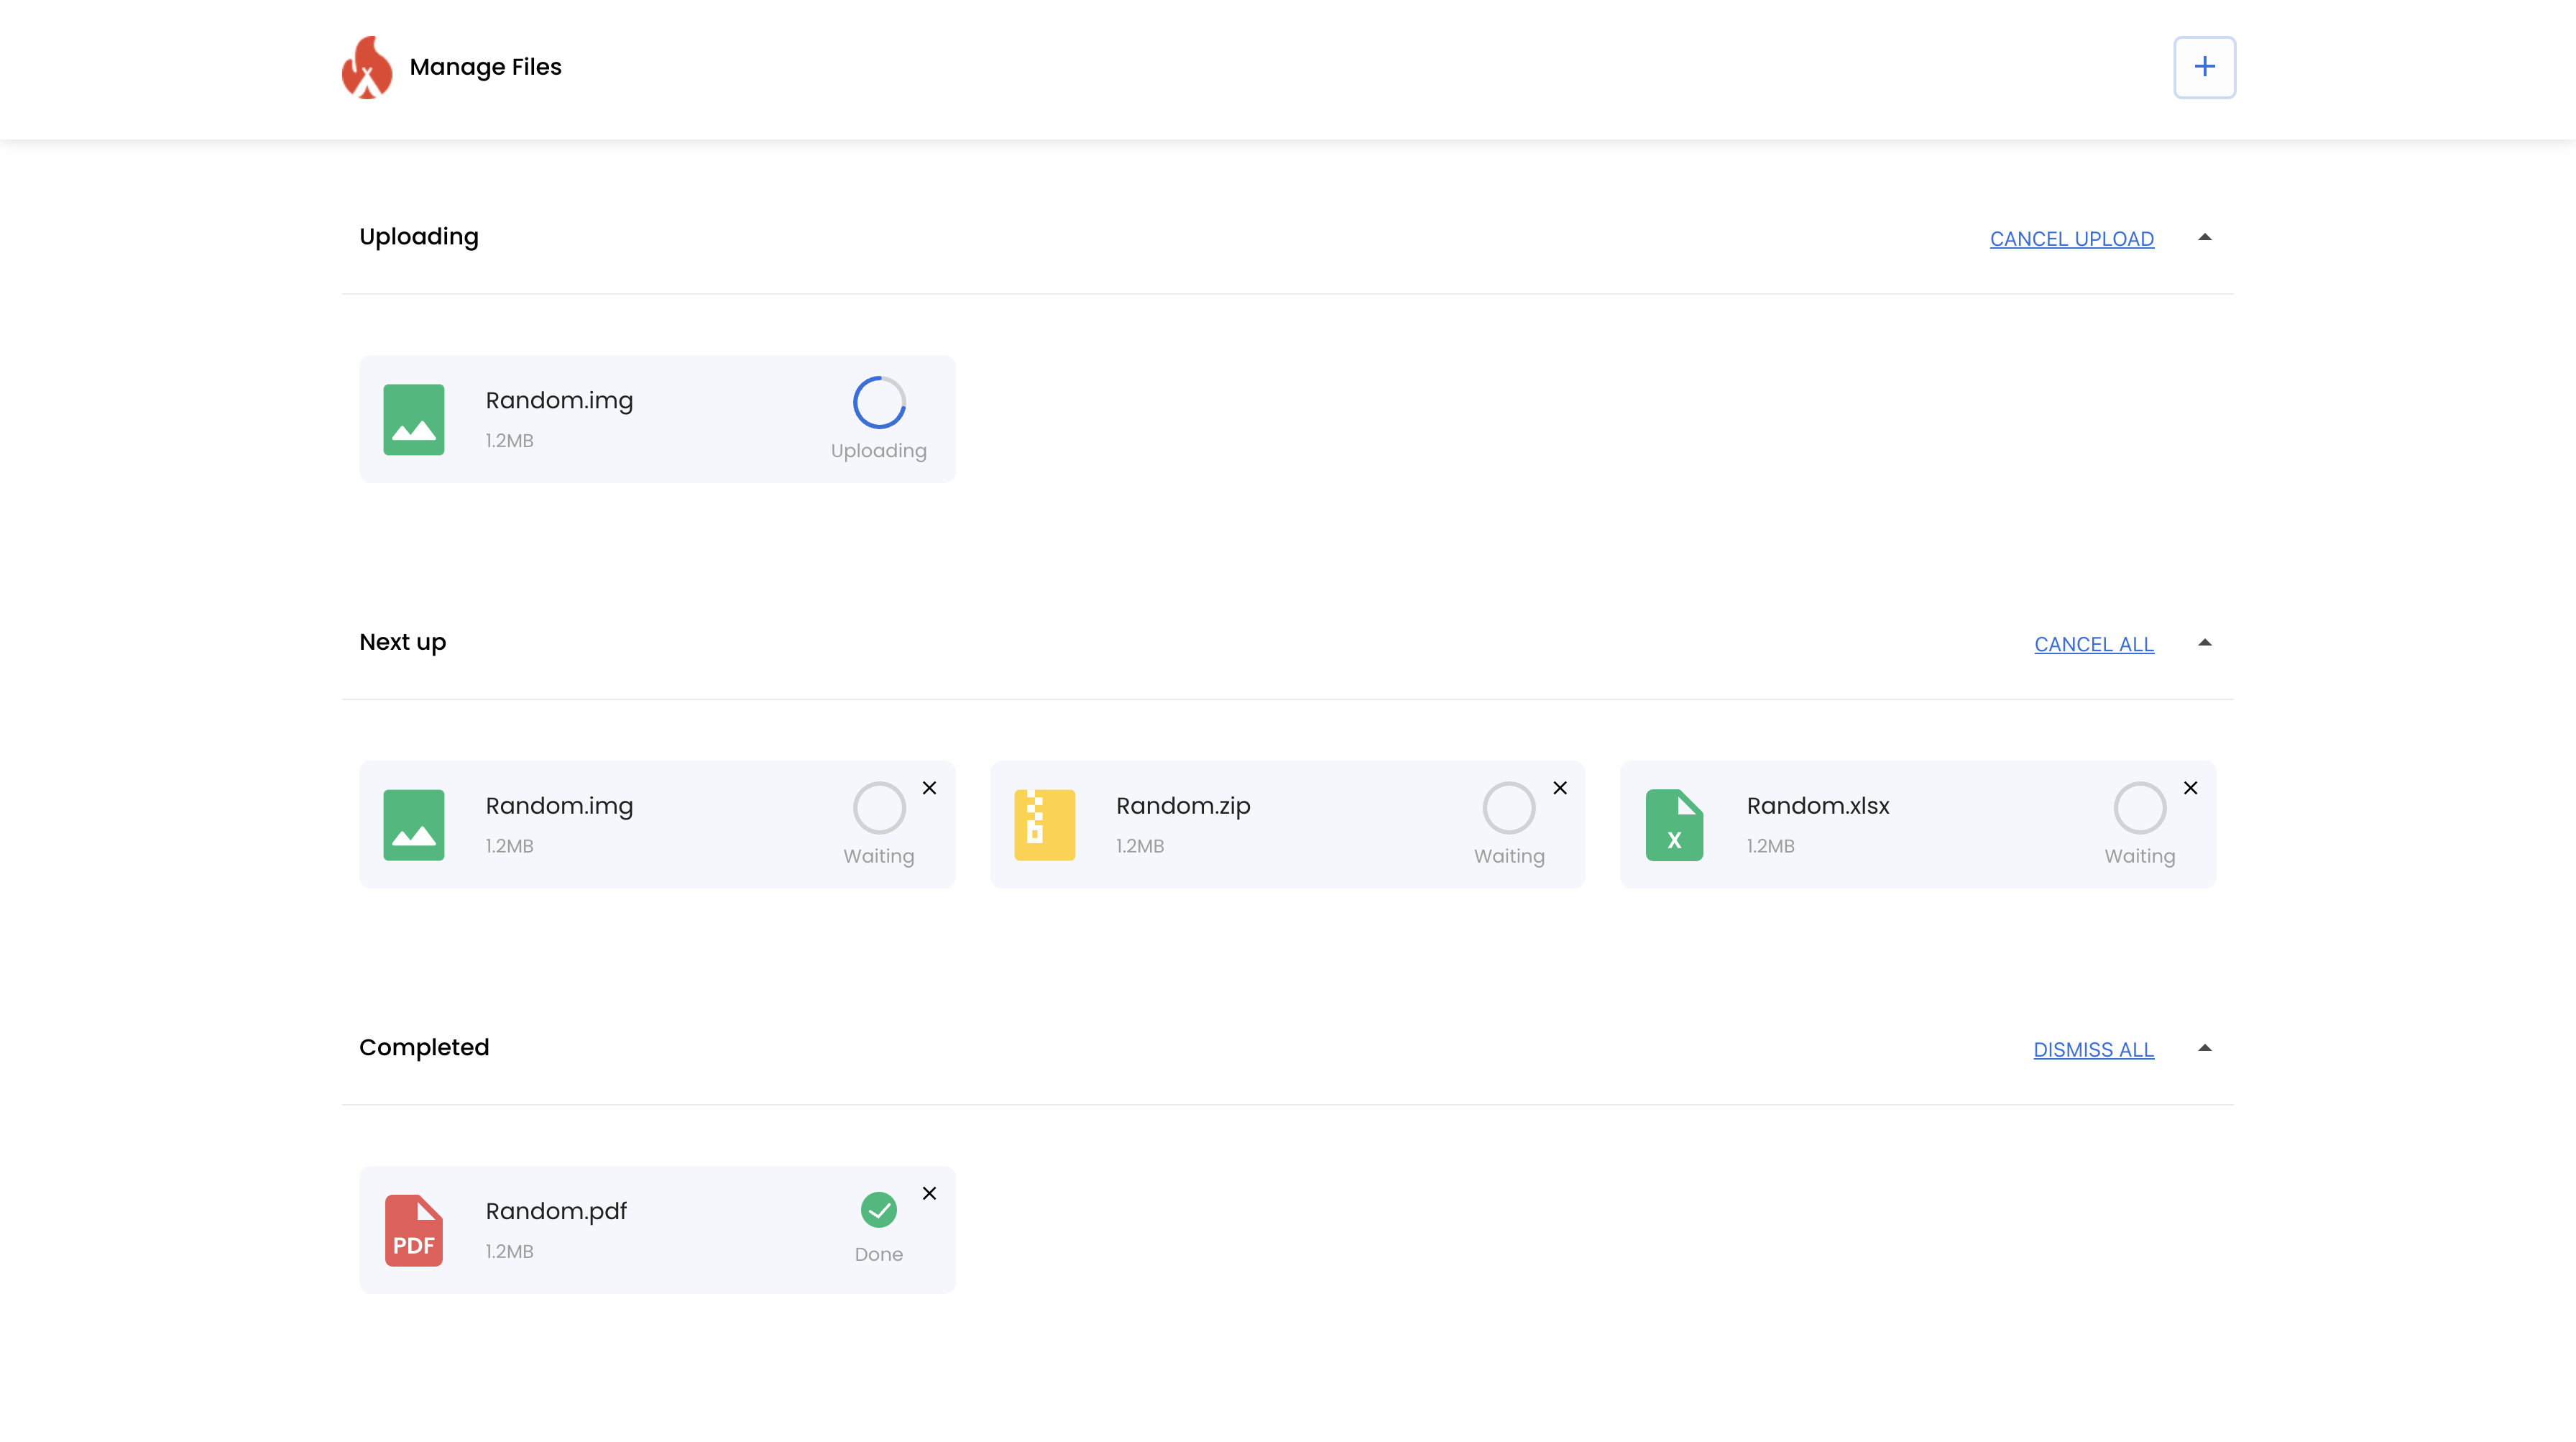 Manage Files
Uploading
CANCEL UPLOAD
Random.img
1.2MB
Uploading
Next up
CANCEL ALL
Random.img
1.2MB
Waiting
Random.zip
1.2MB
Waiting
X
Random.xlsx
1.2MB
Waiting
Completed
DISMISS ALL
PDF
Random.pdf
1.2MB
Done